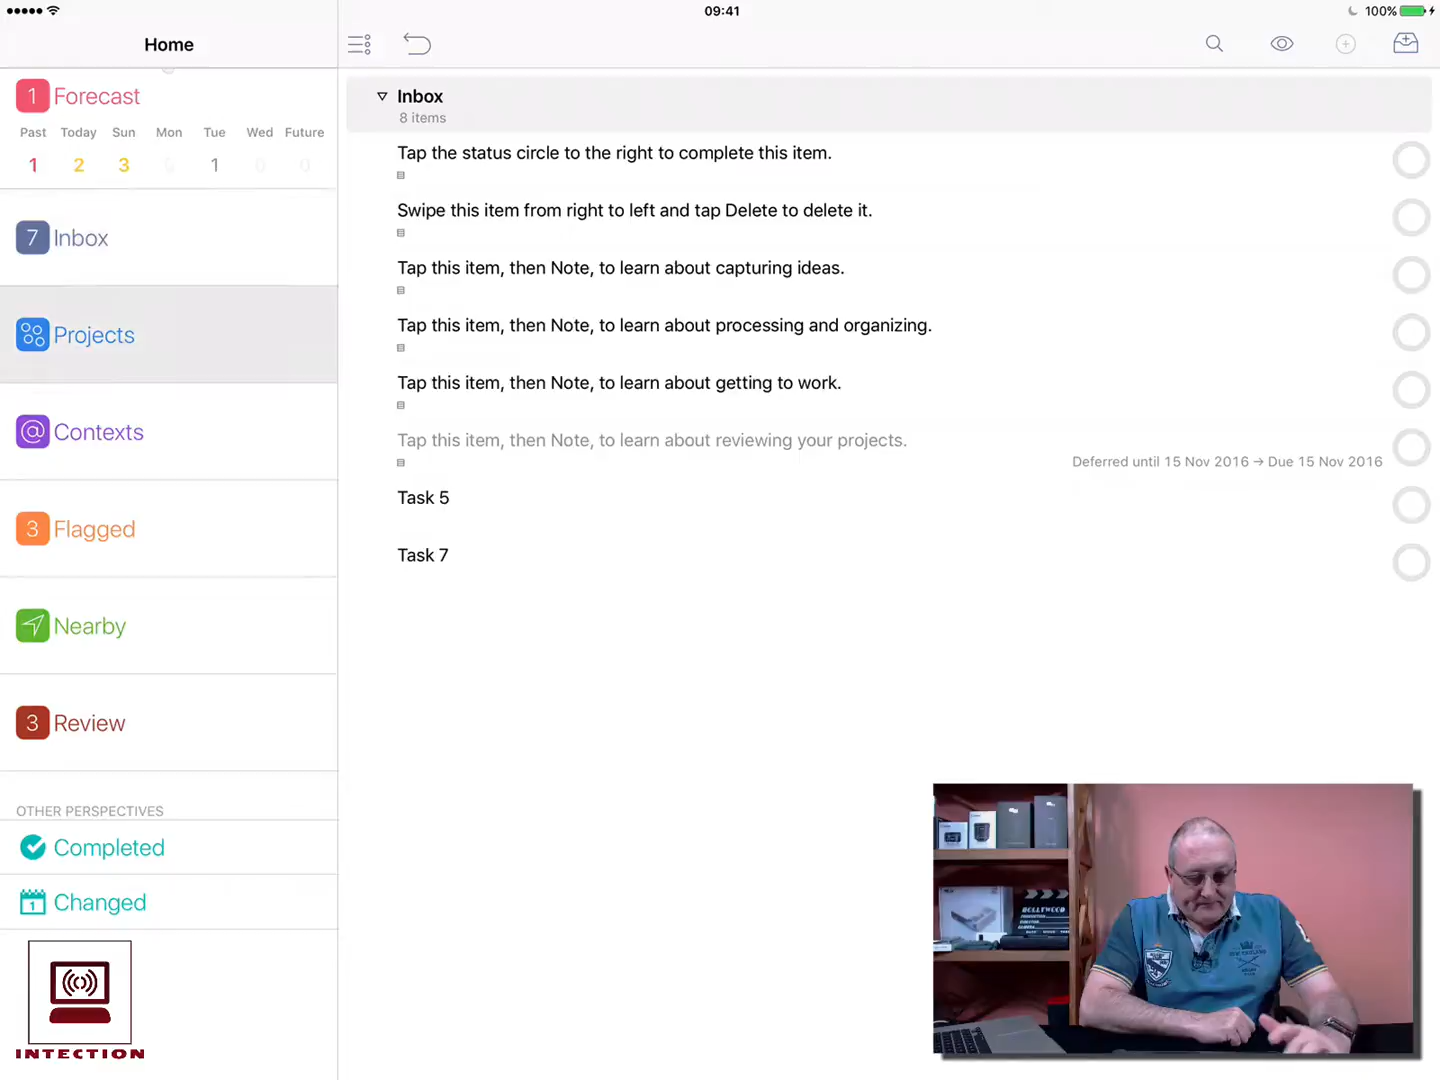 09:41
100%
Home
1 Forecast
Past Today Sun Mon Tue Wed Future
1 2 3 0 1 0 0
7 Inbox
Projects
@ Contexts
3 Flagged
Nearby
3 Review
OTHER PERSPECTIVES
Completed
1 Changed
INTECTION
Inbox
8 items
Tap the status circle to the right to complete this item.
Swipe this item from right to left and tap Delete to delete it.
Tap this item, then Note, to learn about capturing ideas.
Tap this item, then Note, to learn about processing and organizing.
Tap this item, then Note, to learn about getting to work.
Tap this item, then Note, to learn about reviewing your projects.
Deferred until 15 Nov 2016 → Due 15 Nov 2016
Task 5
Task 7